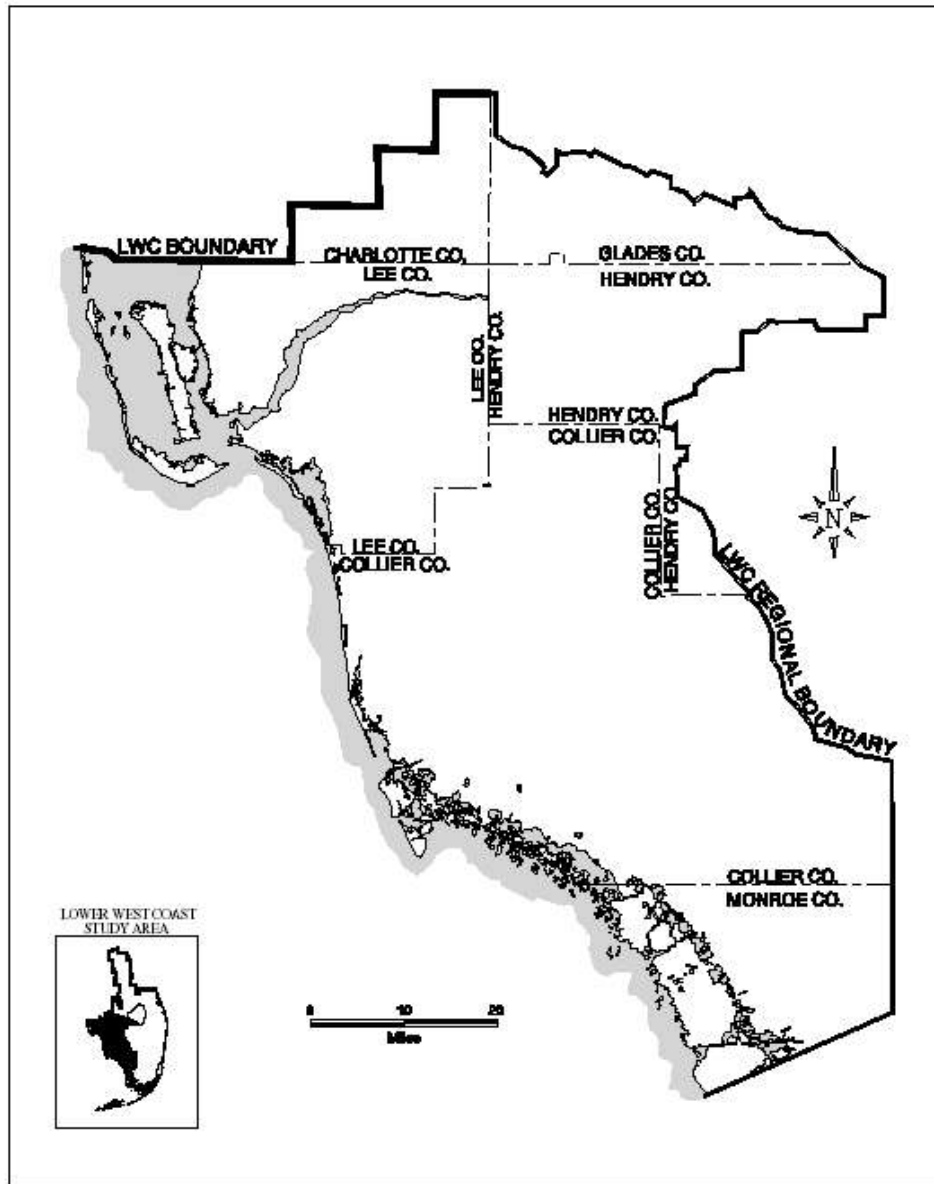 LWC BOUNDARY
CHARLOTTE CO,
LEE CO.
GLADES CO.
HENDRY CO.
LEE CO.
HENDRY CO.
HENDRY CO.
COLLIER CO.
COLLIER CO.
HENDRY CO.
N
LEE CO.
COLLIER CO.
LWC REGIONAL BOUNDARY
COLLIER CO.
MONROE CO.
LOWER WEST COAST
STUDY AREA
0 10 20
Miles